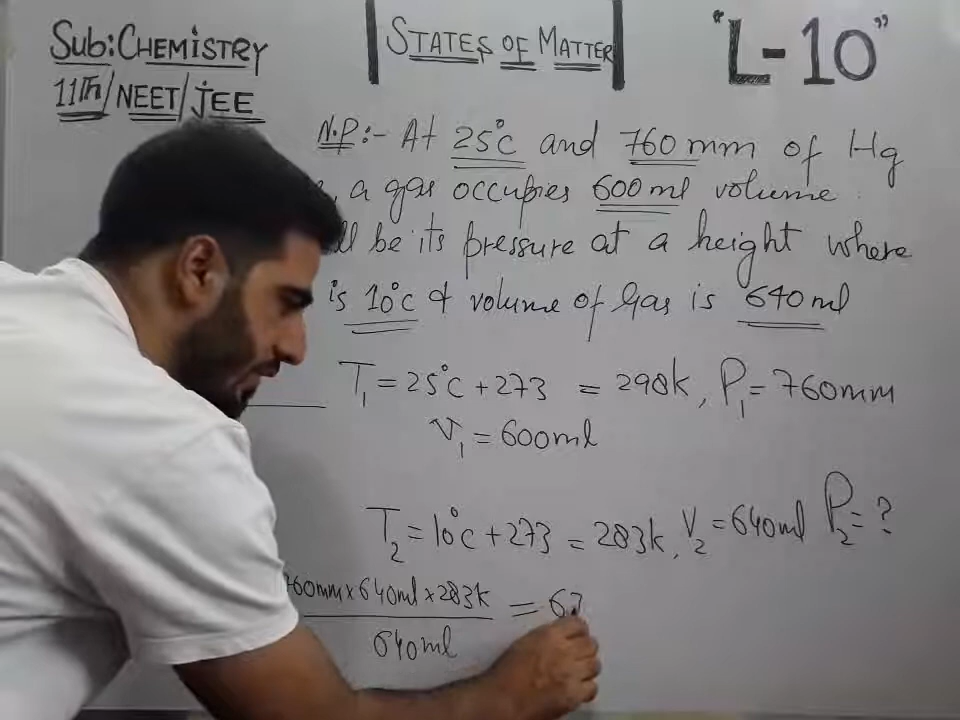 Sub: CHEMiSTRY
11Th/NEET/jEE
STATES OF MATTER
"L-10"
N.P:- At 25°C and 760 mm of Hg
a gas occupies 600 ml volume.
be its pressure at a height where
is 10°C & volume of Gas is 640 ml
T₁ = 25°C + 273 = 298k, P₁ = 760mm
V₁ = 600ml
T₂ = 10°C + 273 = 283k, V₂ = 640ml P₂ = ?
760mm x 640ml x 283k = 67
640ml